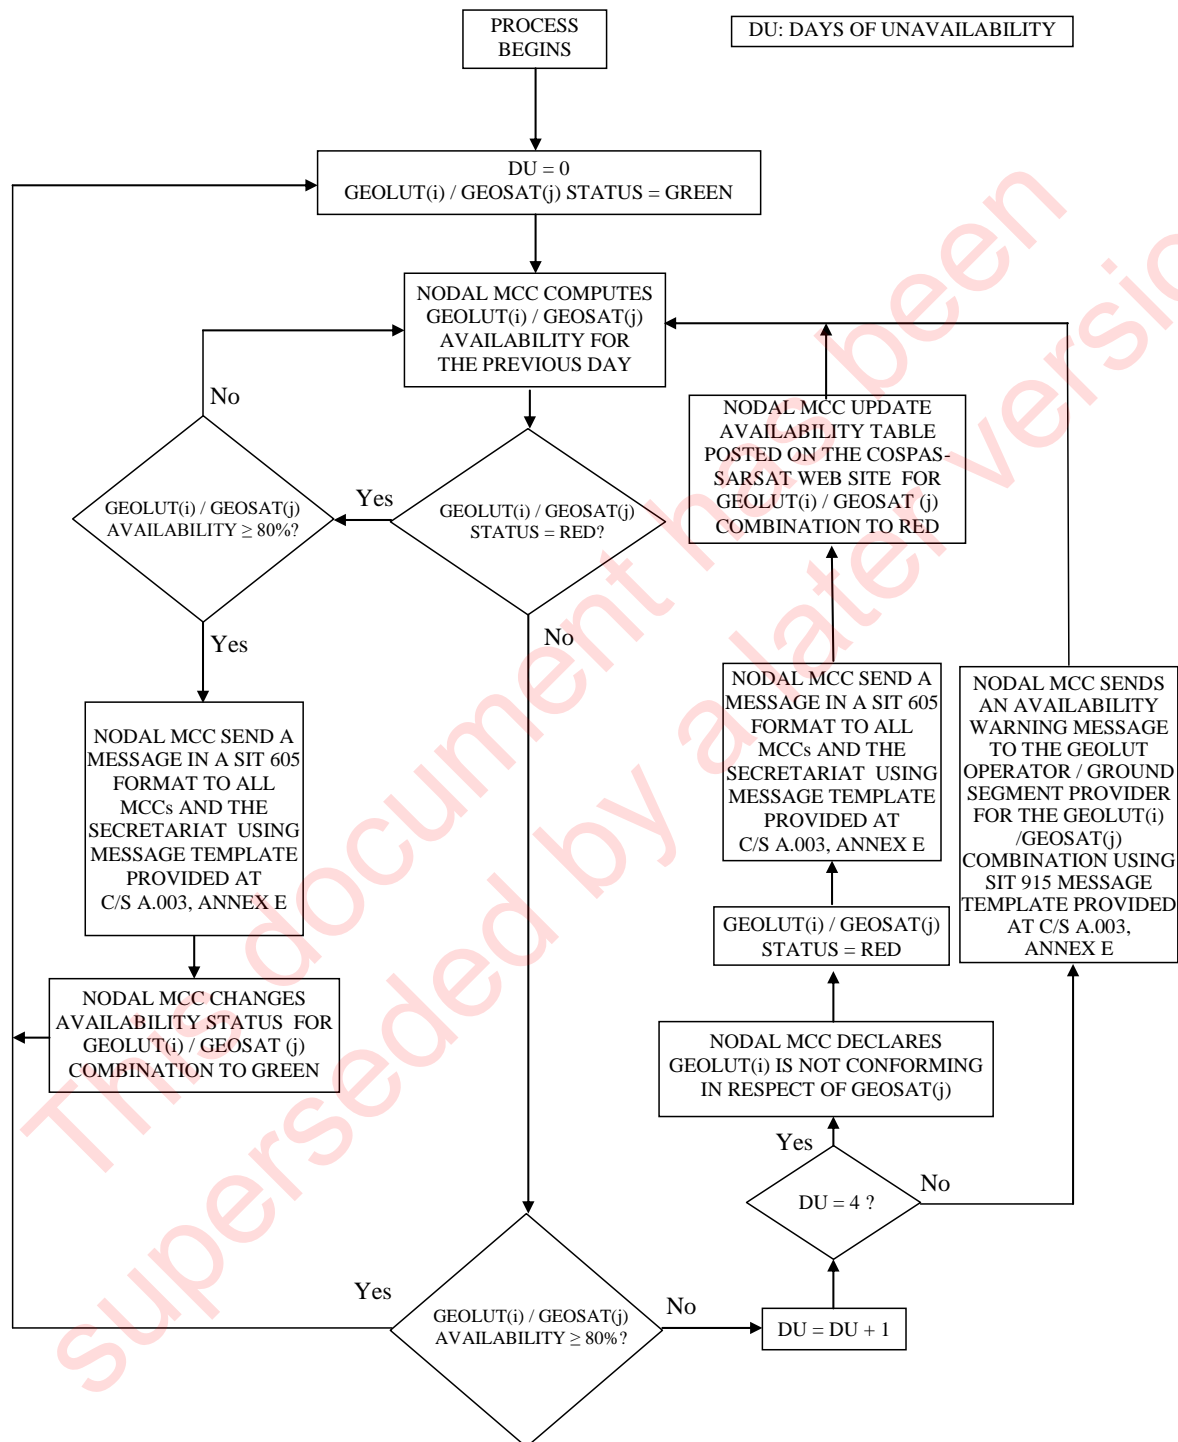 PROCESS
BEGINS
DU: DAYS OF UNAVAILABILITY
DU = 0
GEOLUT(i) / GEOSAT(j) STATUS = GREEN
NODAL MCC COMPUTES
GEOLUT(i) / GEOSAT(j)
AVAILABILITY FOR
THE PREVIOUS DAY
No
GEOLUT(i) / GEOSAT(j)
AVAILABILITY ≥ 80%?
Yes
GEOLUT(i) / GEOSAT(j)
STATUS = RED?
NODAL MCC UPDATE
AVAILABILITY TABLE
POSTED ON THE COSPAS-
SARSAT WEB SITE FOR
GEOLUT(i) / GEOSAT (j)
COMBINATION TO RED
Yes
No
NODAL MCC SEND A
MESSAGE IN A SIT 605
FORMAT TO ALL
MCCs AND THE
SECRETARIAT USING
MESSAGE TEMPLATE
PROVIDED AT
C/S A.003, ANNEX E
NODAL MCC SEND A
MESSAGE IN A SIT 605
FORMAT TO ALL
MCCs AND THE
SECRETARIAT USING
MESSAGE TEMPLATE
PROVIDED AT
C/S A.003, ANNEX E
NODAL MCC SENDS
AN AVAILABILITY
WARNING MESSAGE
TO THE GEOLUT
OPERATOR / GROUND
SEGMENT PROVIDER
FOR THE GEOLUT(i)
/GEOSAT(j)
COMBINATION USING
SIT 915 MESSAGE
TEMPLATE PROVIDED
AT C/S A.003,
ANNEX E
GEOLUT(i) / GEOSAT(j)
STATUS = RED
NODAL MCC CHANGES
AVAILABILITY STATUS FOR
GEOLUT(i) / GEOSAT (j)
COMBINATION TO GREEN
NODAL MCC DECLARES
GEOLUT(i) IS NOT CONFORMING
IN RESPECT OF GEOSAT(j)
Yes
DU = 4 ?
No
Yes
GEOLUT(i) / GEOSAT(j)
AVAILABILITY ≥ 80%?
No
DU = DU + 1
This document has been
superseded by a later versio